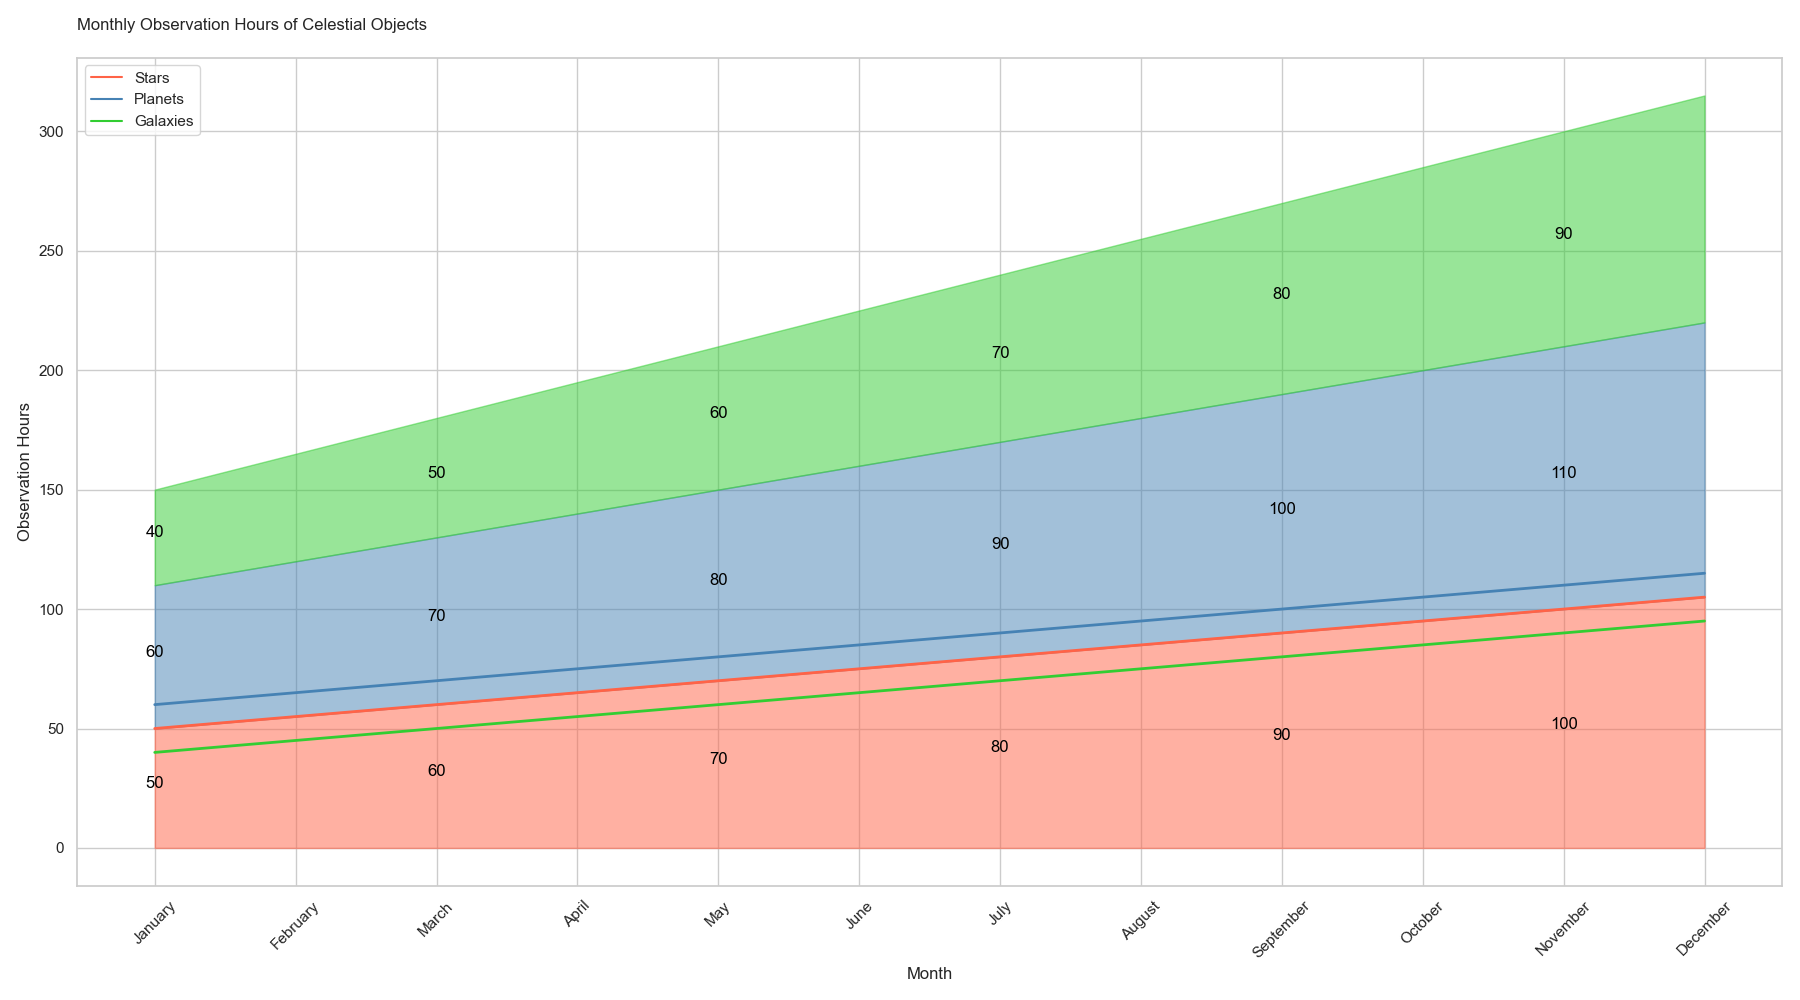 Monthly Observation Hours of Celestial Objects
Stars
Planets
Galaxies
300
250
200
150
100
50
0
Observation Hours
90
80
70
60
50
40
110
100
90
80
70
60
100
90
80
70
60
50
January
February
March
April
May
June
July
August
September
October
November
December
Month